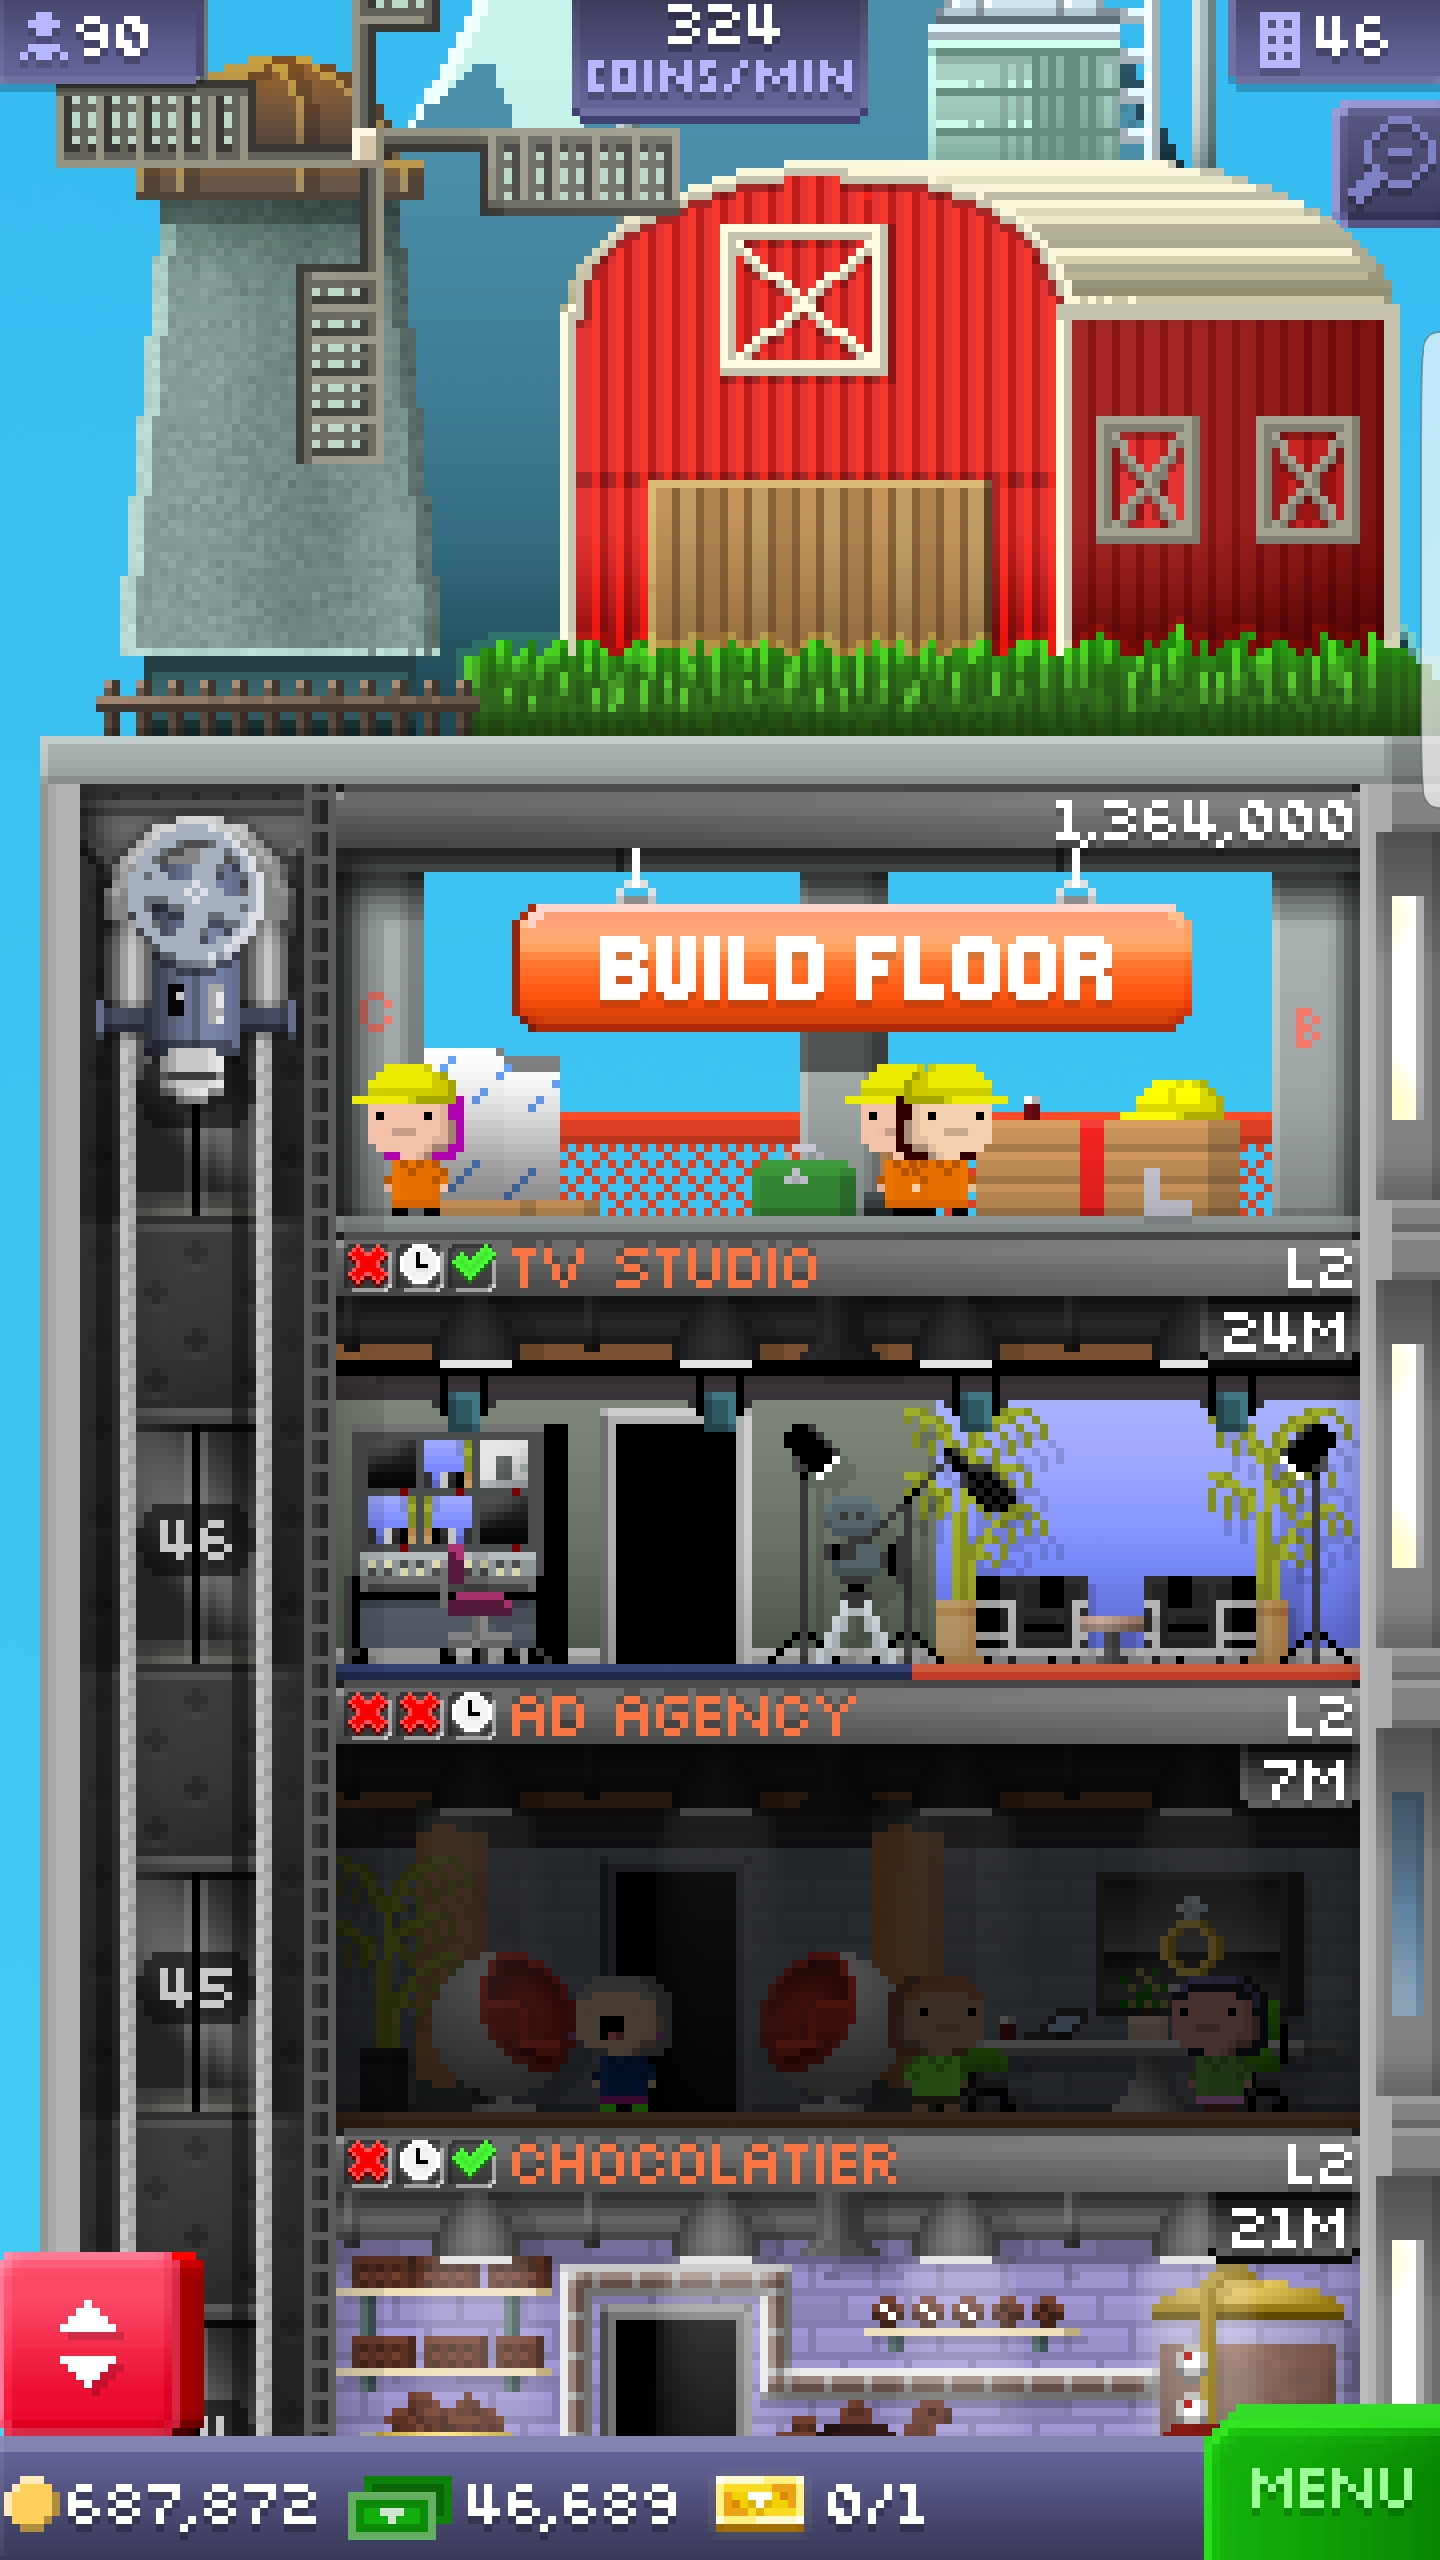 90
324
COINS/MIN
46
1,364,000
BUILD FLOOR
C
B
TV STUDIO L2
24M
46
AD AGENCY L2
7M
45
CHOCOLATIER L2
21M
687,872 46,689 0/1
MENU